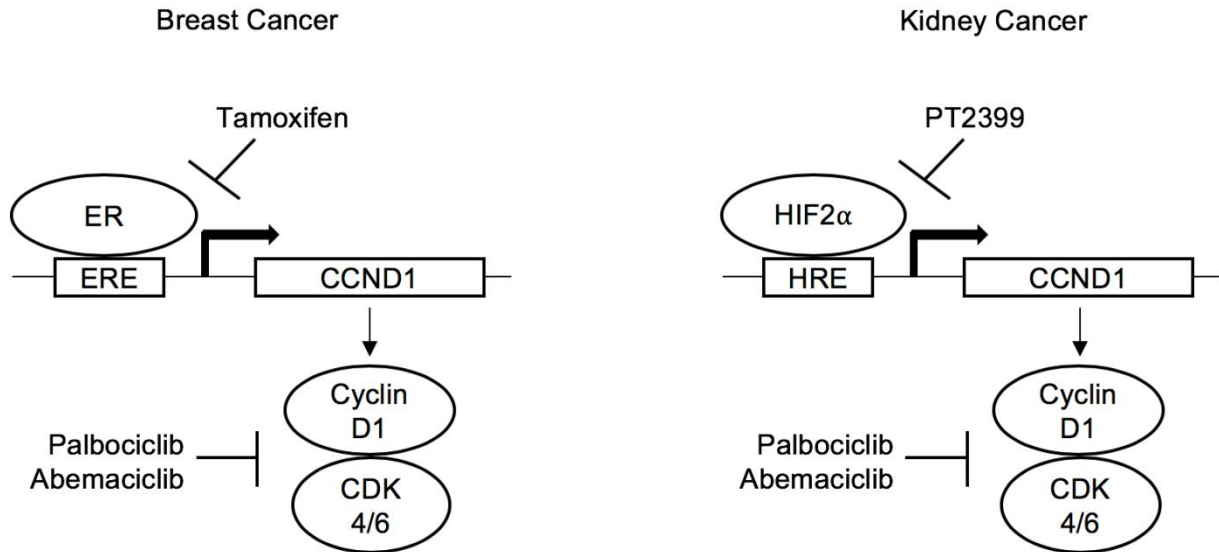 Breast Cancer
Tamoxifen
ER
ERE
CCND1
Cyclin
D1
Palbociclib
Abemaciclib
CDK
4/6
Kidney Cancer
PT2399
HIF2α
HRE
CCND1
Cyclin
D1
Palbociclib
Abemaciclib
CDK
4/6